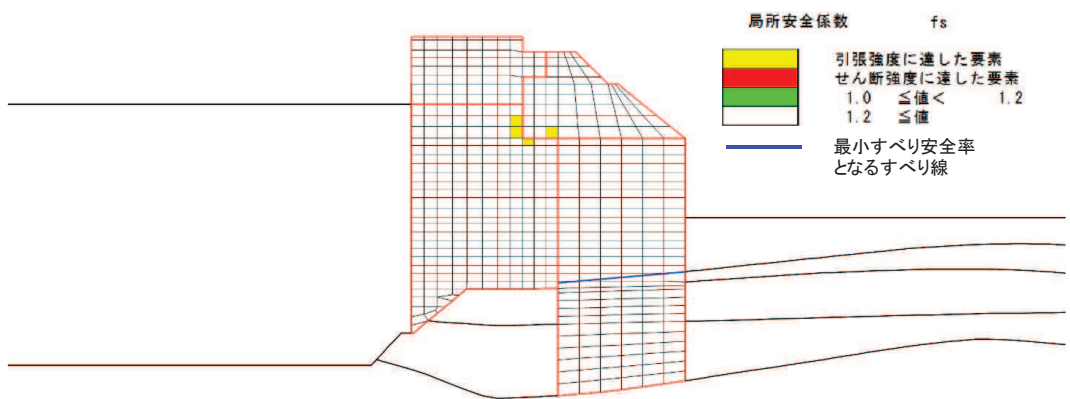 局所安全係数 fs
引張強度に達した要素
せん断強度に達した要素
1.0 ≦値< 1.2
1.2 ≦値
最小すべり安全率
となるすべり線